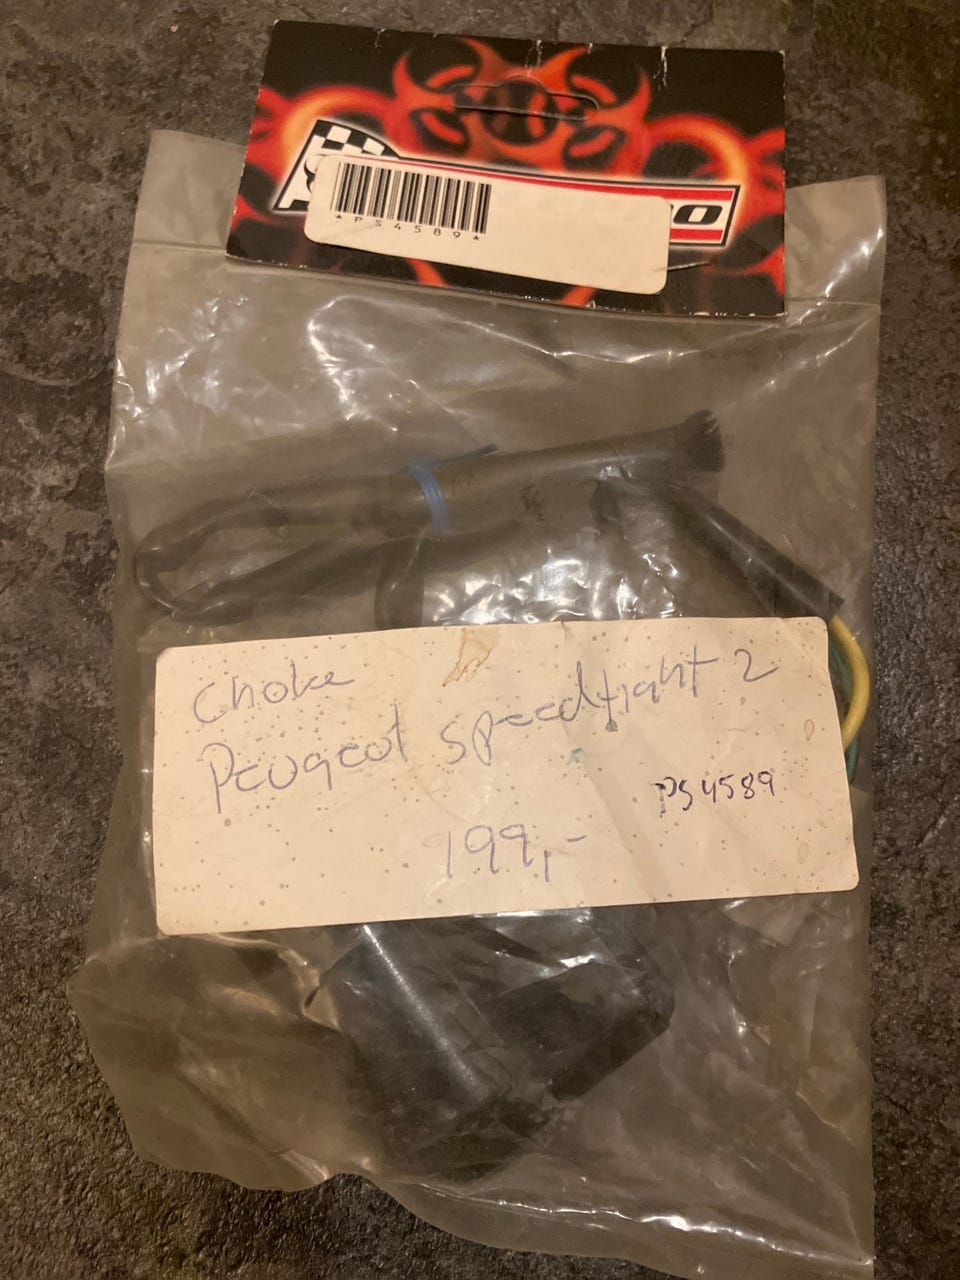 *PS4589*
Choke
Peugeot speedfight 2
PS4589
199,-